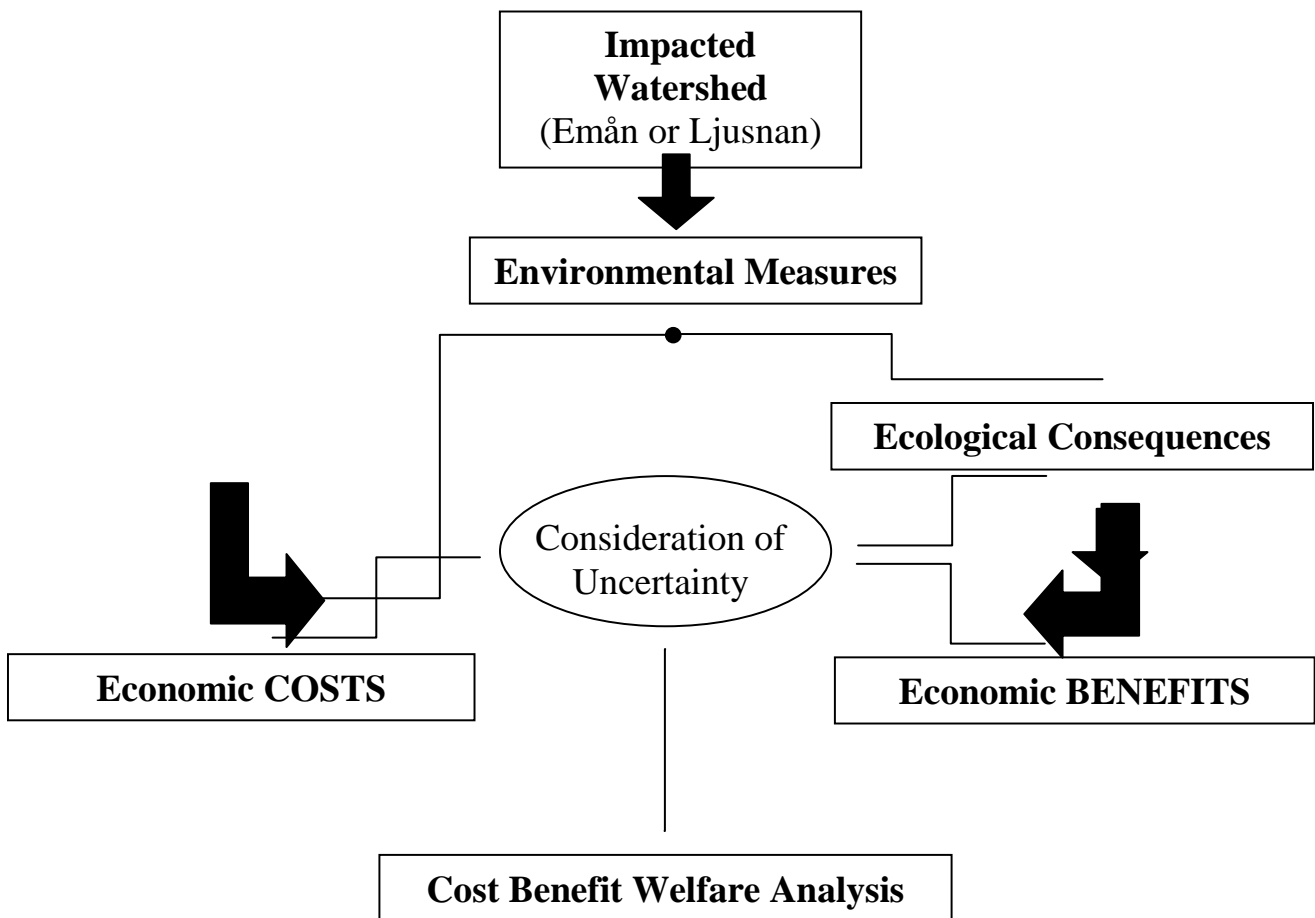 Impacted
Watershed
(Emån or Ljusnan)
Environmental Measures
Ecological Consequences
Consideration of
Uncertainty
Economic COSTS
Economic BENEFITS
Cost Benefit Welfare Analysis